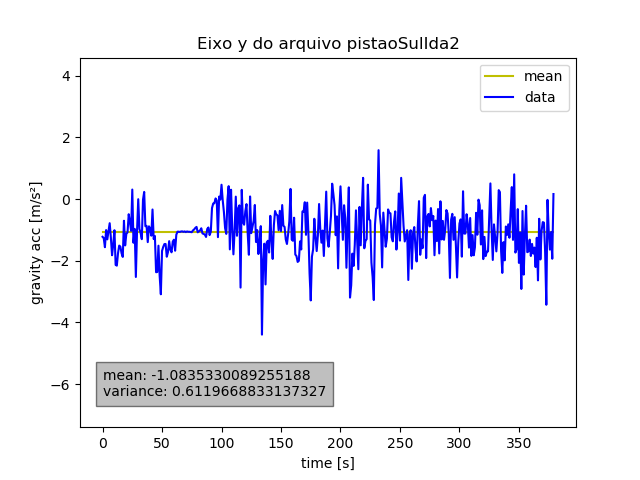 Eixo y do arquivo pistaoSulIda2
gravity acc [m/s²]
4
2
0
−2
−4
−6
mean
data
mean: -1.0835330089255188
variance: 0.6119668833137327
0
50
100
150
200
250
300
350
time [s]